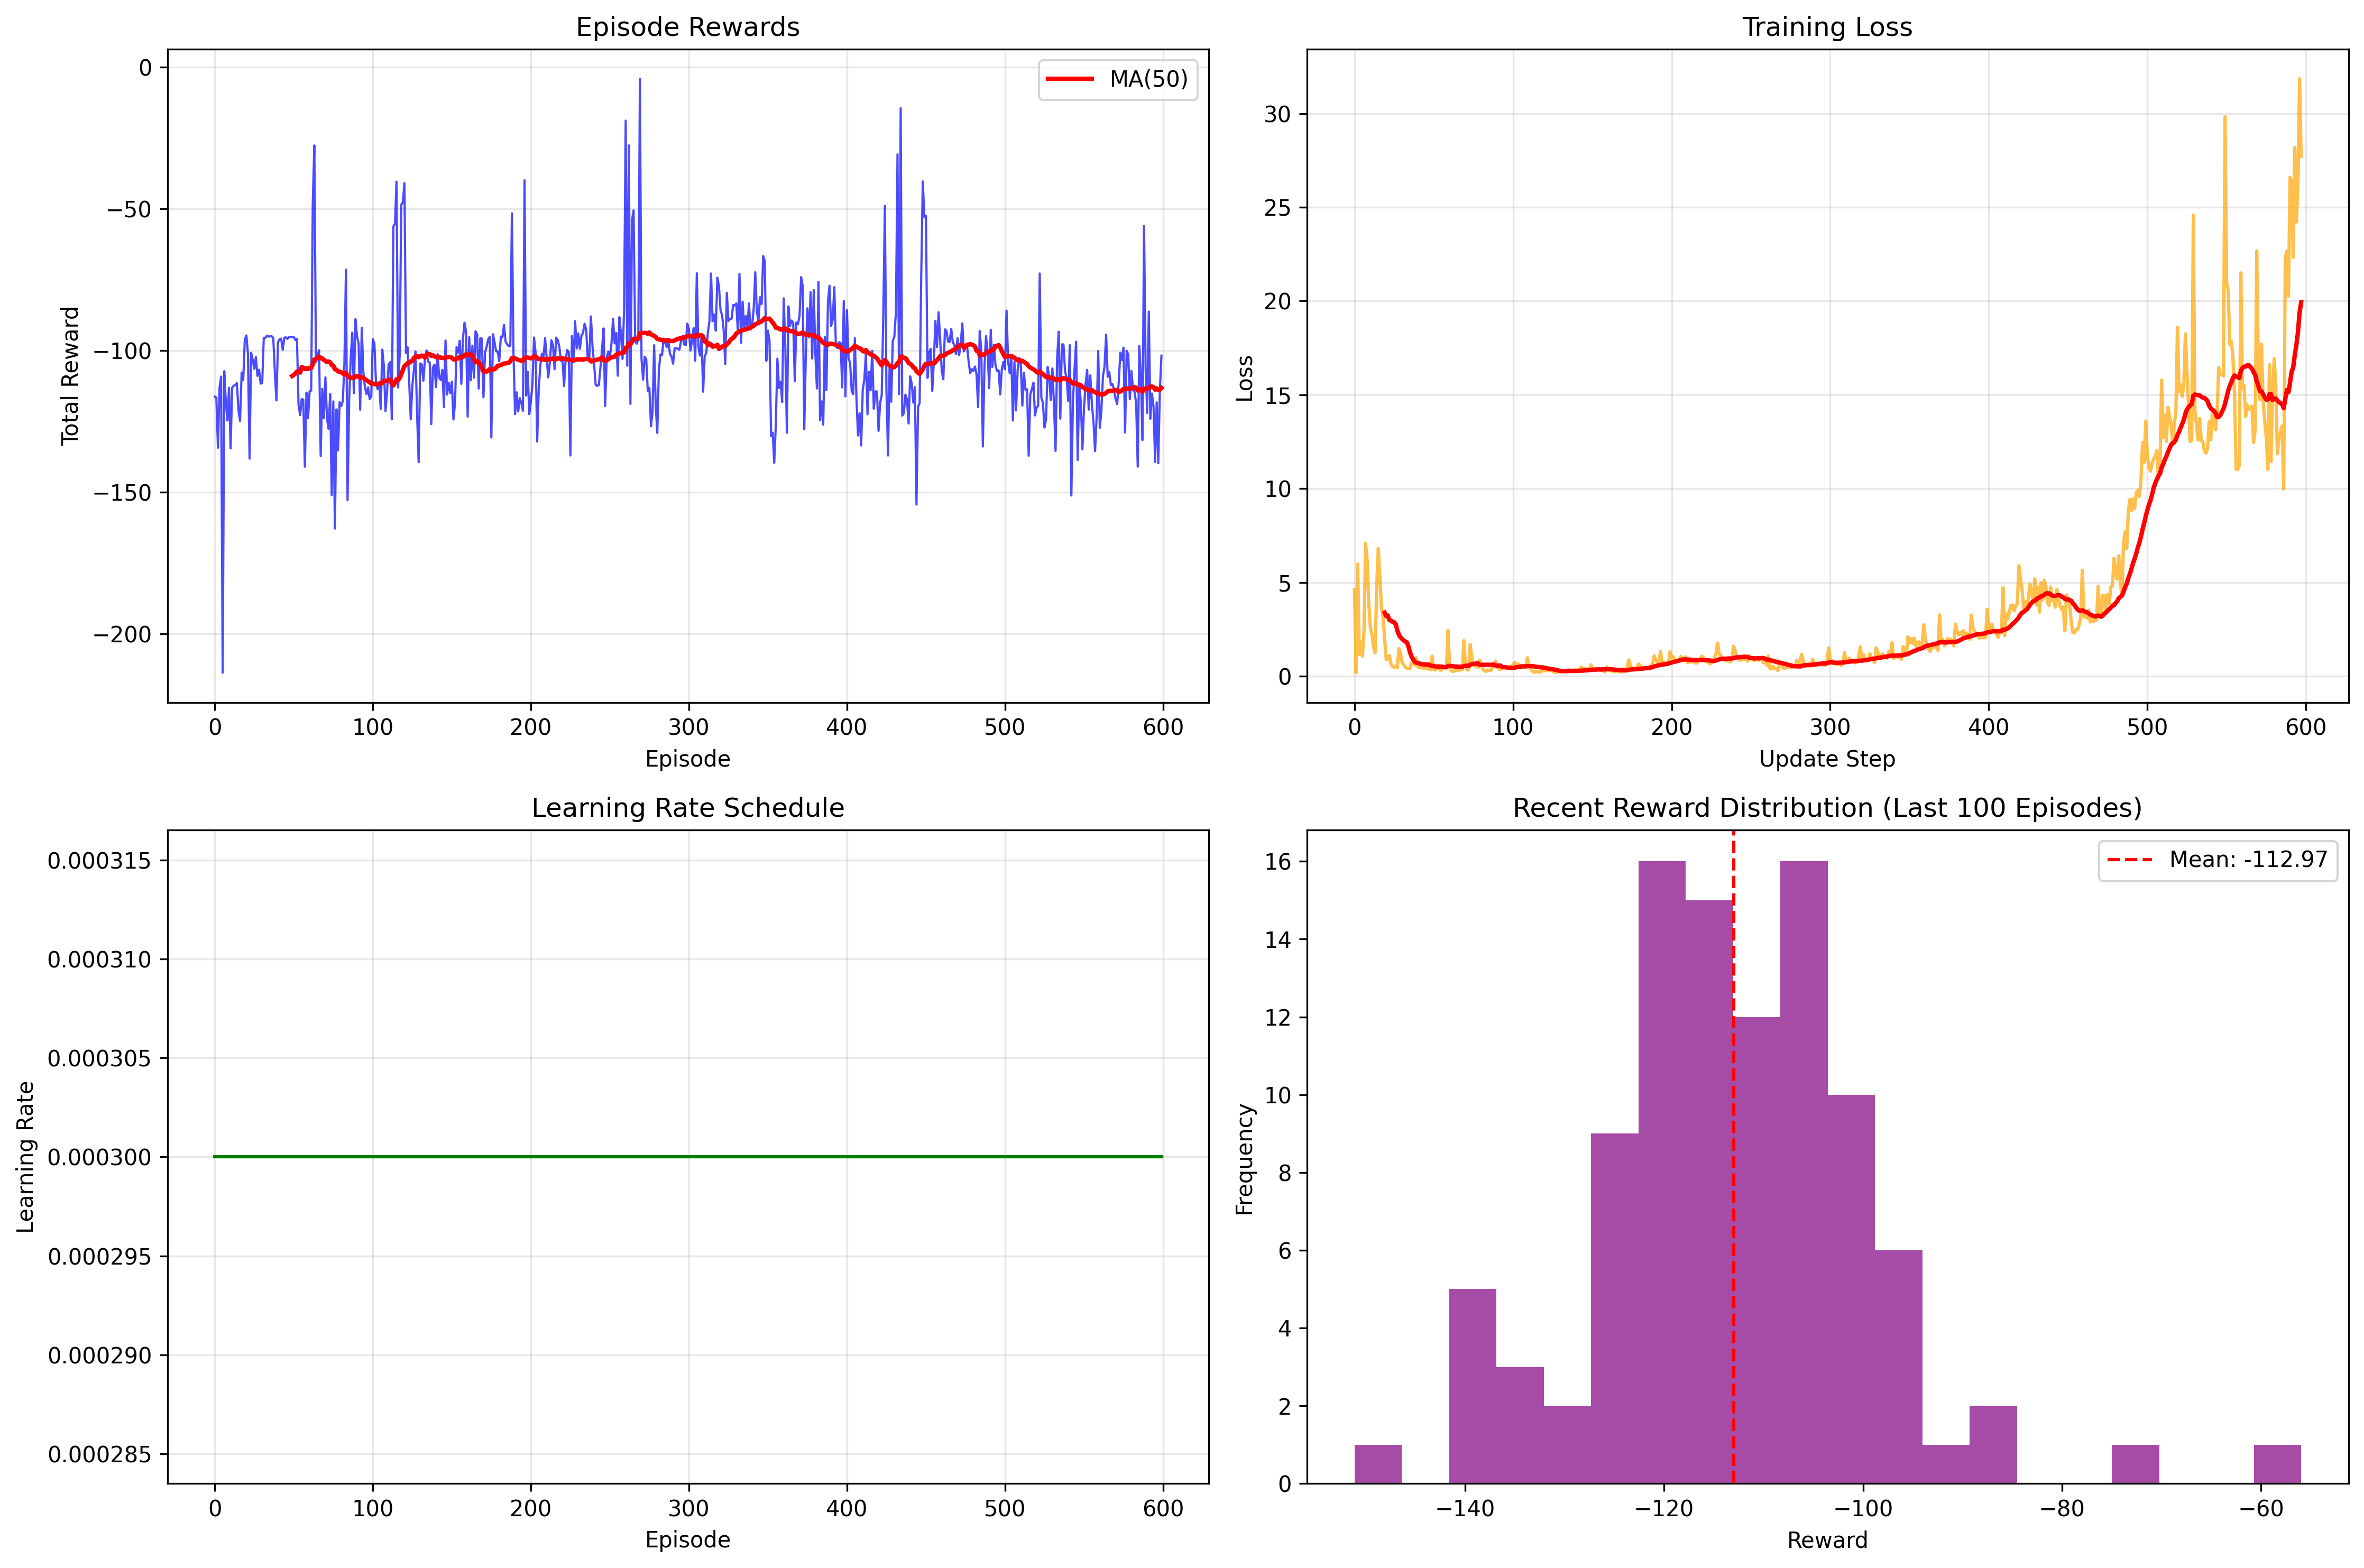 Episode Rewards
MA(50)
0
−50
−100
−150
−200
Total Reward
0 100 200 300 400 500 600
Episode
Training Loss
30
25
20
15
10
5
0
Loss
0 100 200 300 400 500 600
Update Step
Learning Rate Schedule
0.000315
0.000310
0.000305
0.000300
0.000295
0.000290
0.000285
Learning Rate
0 100 200 300 400 500 600
Episode
Recent Reward Distribution (Last 100 Episodes)
Mean: -112.97
16
14
12
10
8
6
4
2
0
Frequency
−140 −120 −100 −80 −60
Reward